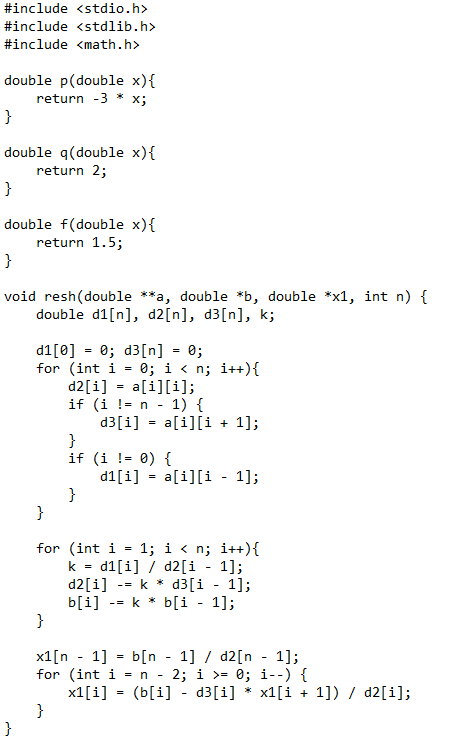 #include <stdio.h>
#include <stdlib.h>
#include <math.h>

double p(double x){
    return -3 * x;
}

double q(double x){
    return 2;
}

double f(double x){
    return 1.5;
}

void resh(double **a, double *b, double *x1, int n) {
    double d1[n], d2[n], d3[n], k;

    d1[0] = 0; d3[n] = 0;
    for (int i = 0; i < n; i++){
        d2[i] = a[i][i];
        if (i != n - 1) {
            d3[i] = a[i][i + 1];
        }
        if (i != 0) {
            d1[i] = a[i][i - 1];
        }
    }

    for (int i = 1; i < n; i++){
        k = d1[i] / d2[i - 1];
        d2[i] -= k * d3[i - 1];
        b[i] -= k * b[i - 1];
    }

    x1[n - 1] = b[n - 1] / d2[n - 1];
    for (int i = n - 2; i >= 0; i--) {
        x1[i] = (b[i] - d3[i] * x1[i + 1]) / d2[i];
    }
}